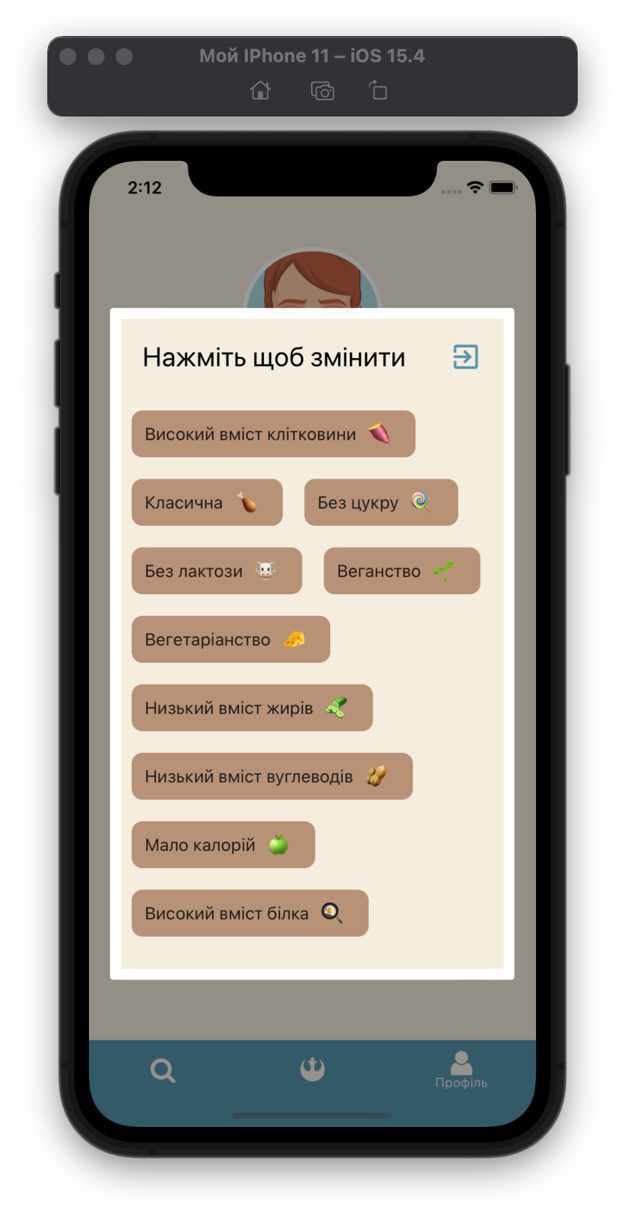 Мой IPhone 11 – iOS 15.4
2:12
Нажміть щоб змінити
Високий вміст клітковини
Класична Без цукру
Без лактози Веганство
Вегетаріанство
Низький вміст жирів
Низький вміст вуглеводів
Мало калорій
Високий вміст білка
Профіль